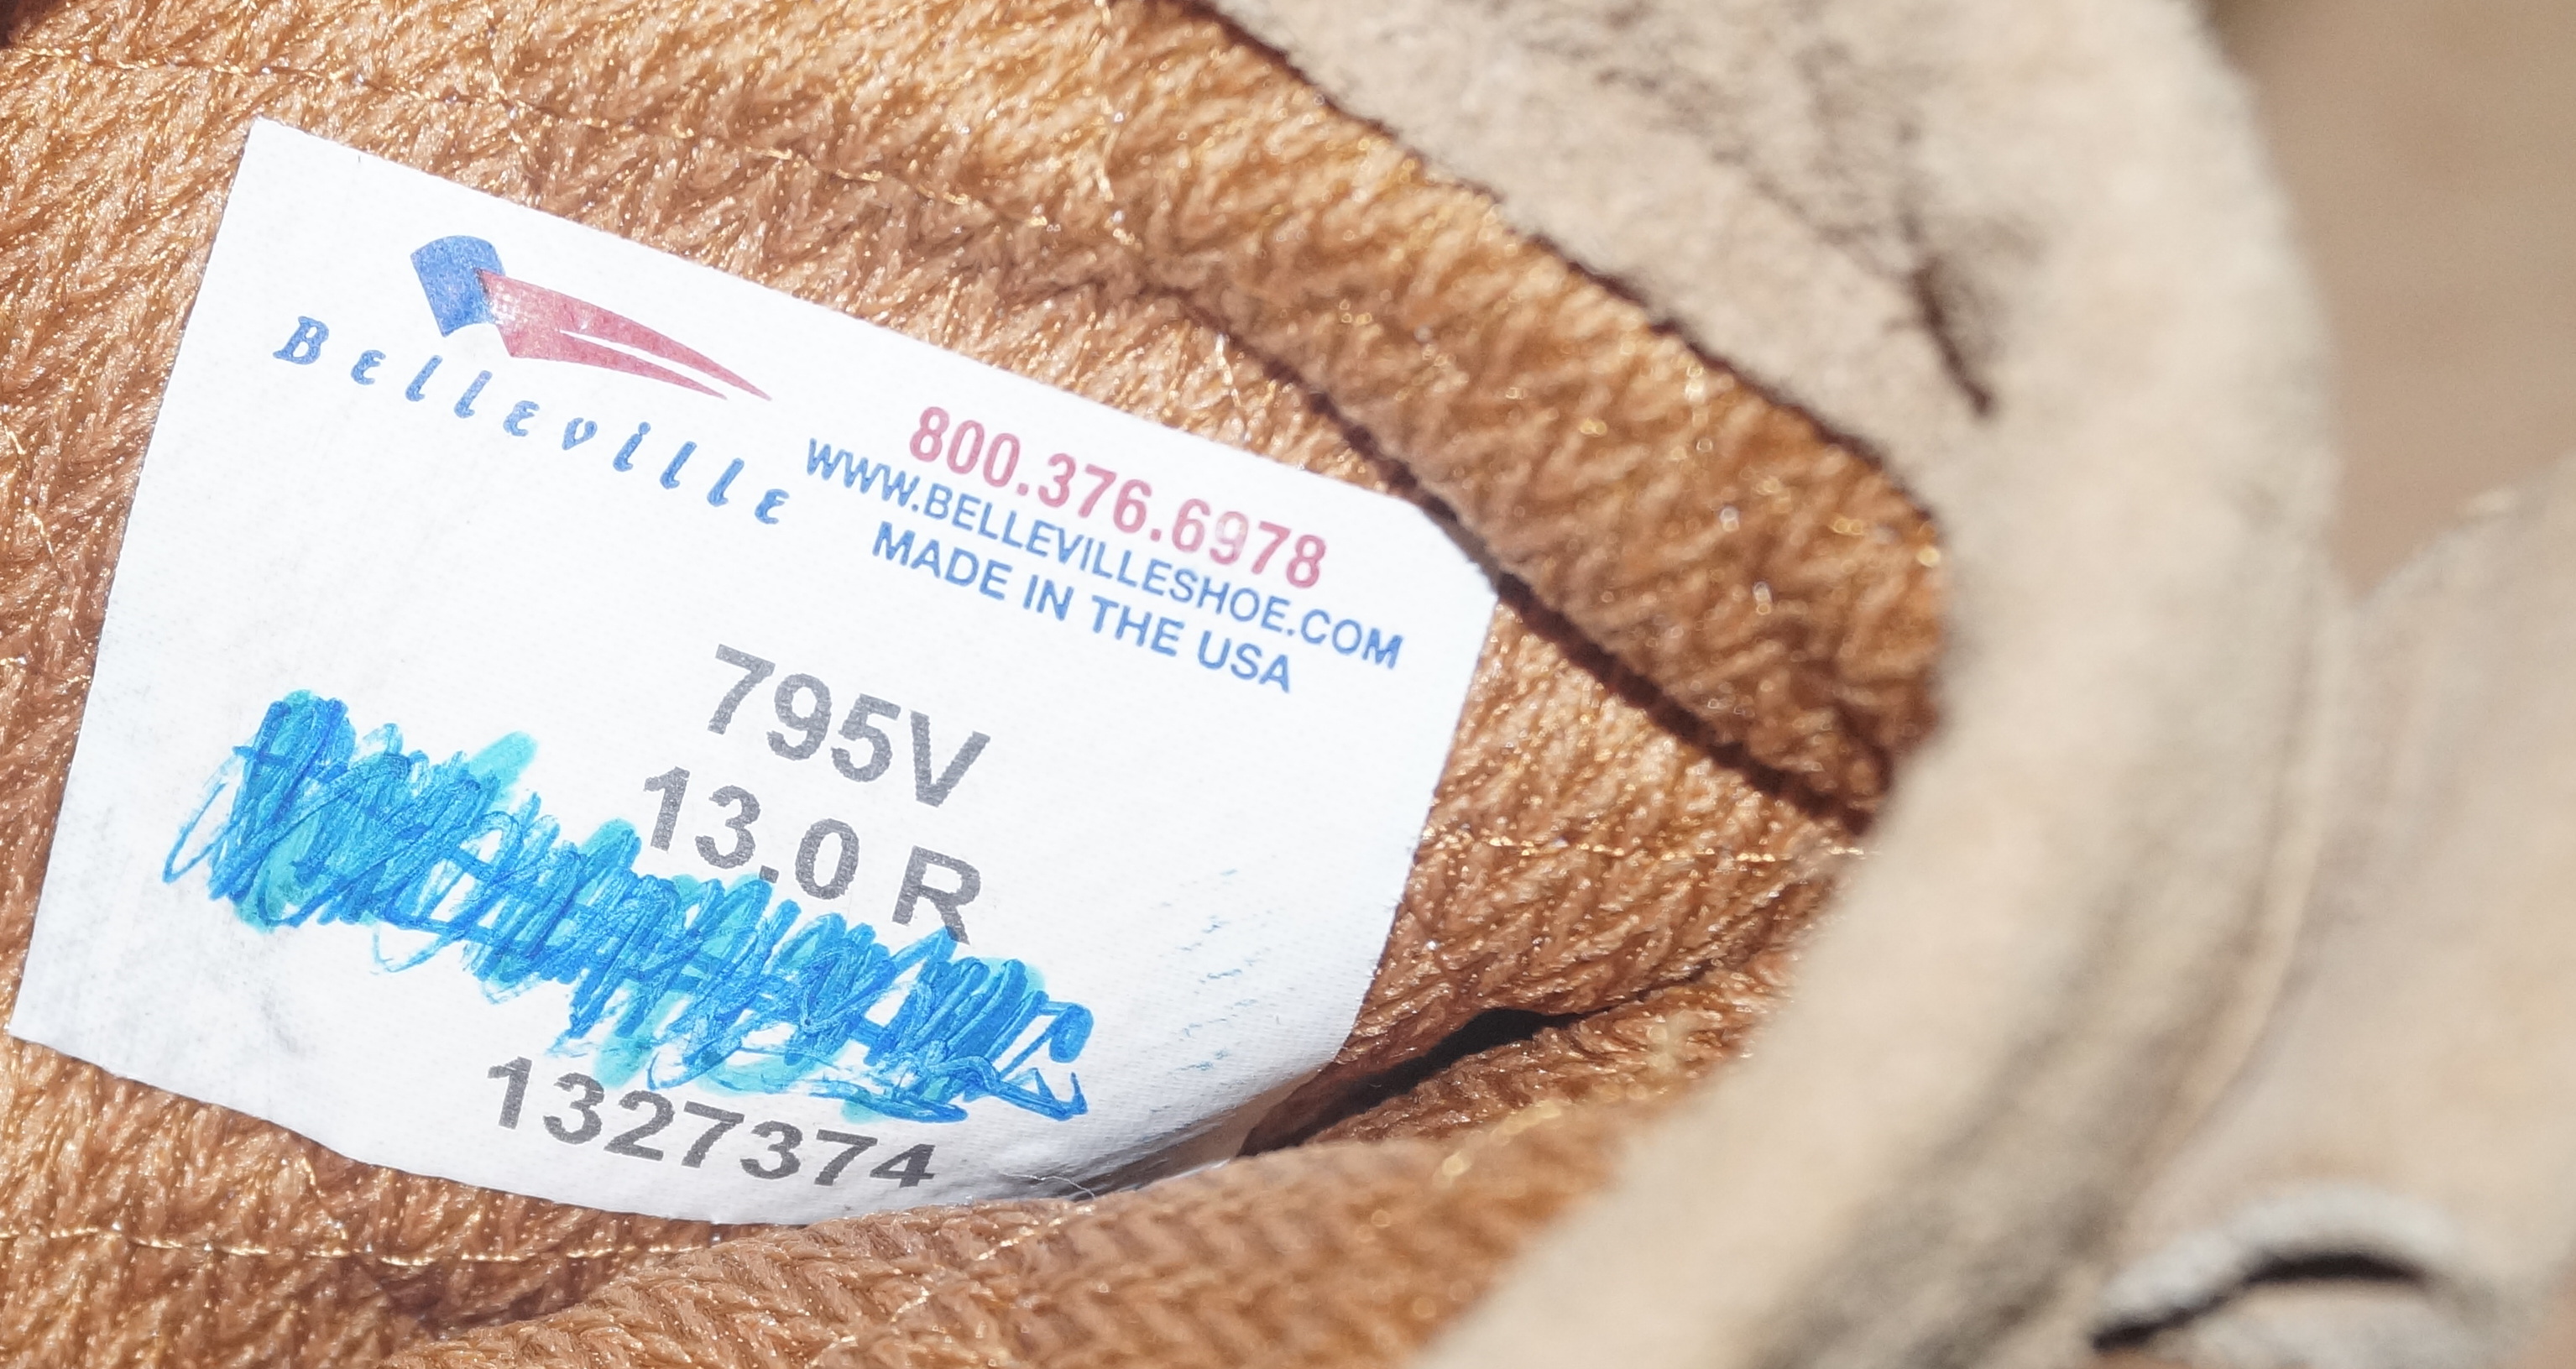 Belleville
800.376.6978
WWW.BELLEVILLESHOE.COM
MADE IN THE USA
795V
13.0 R
1327374